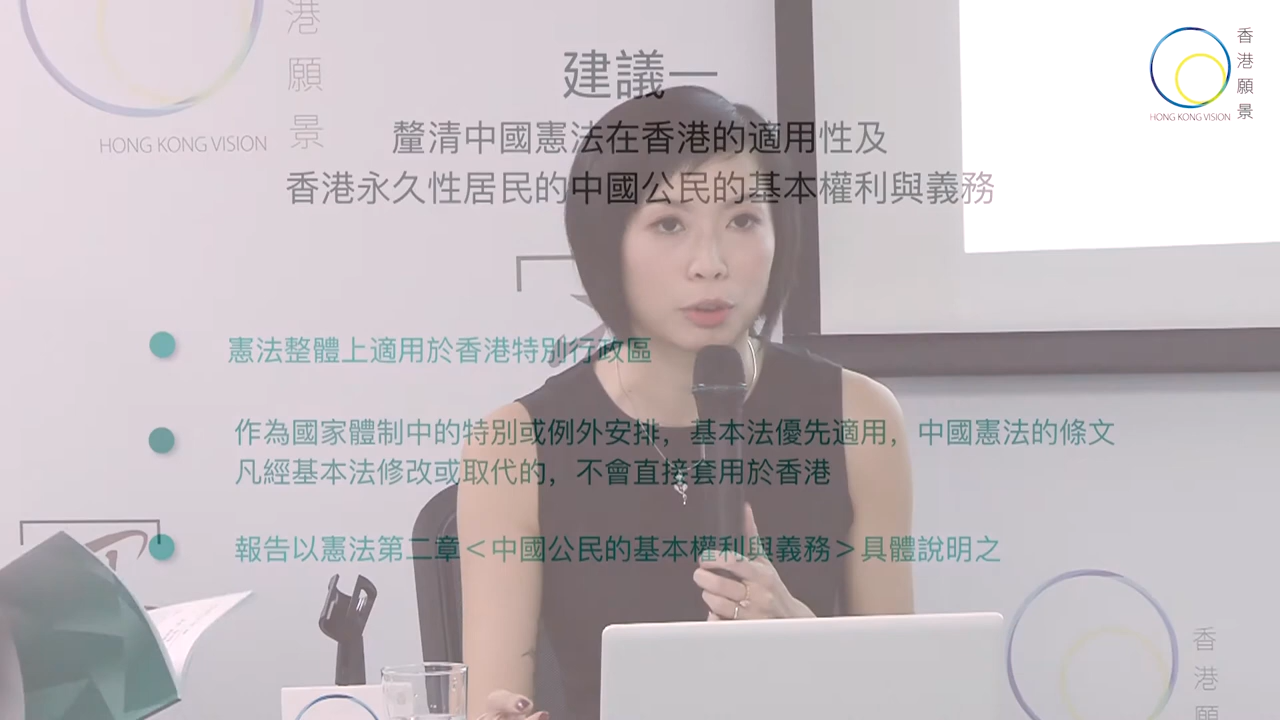 香港願景
HONG KONG VISION
港願景
HONG KONG VISION
建議一
釐清中國憲法在香港的適用性及
香港永久性居民的中國公民的基本權利與義務
憲法整體上適用於香港特別行政區
作為國家體制中的特別或例外安排，基本法優先適用，中國憲法的條文
凡經基本法修改或取代的，不會直接套用於香港
報告以憲法第二章＜中國公民的基本權利與義務＞具體說明之
香港願